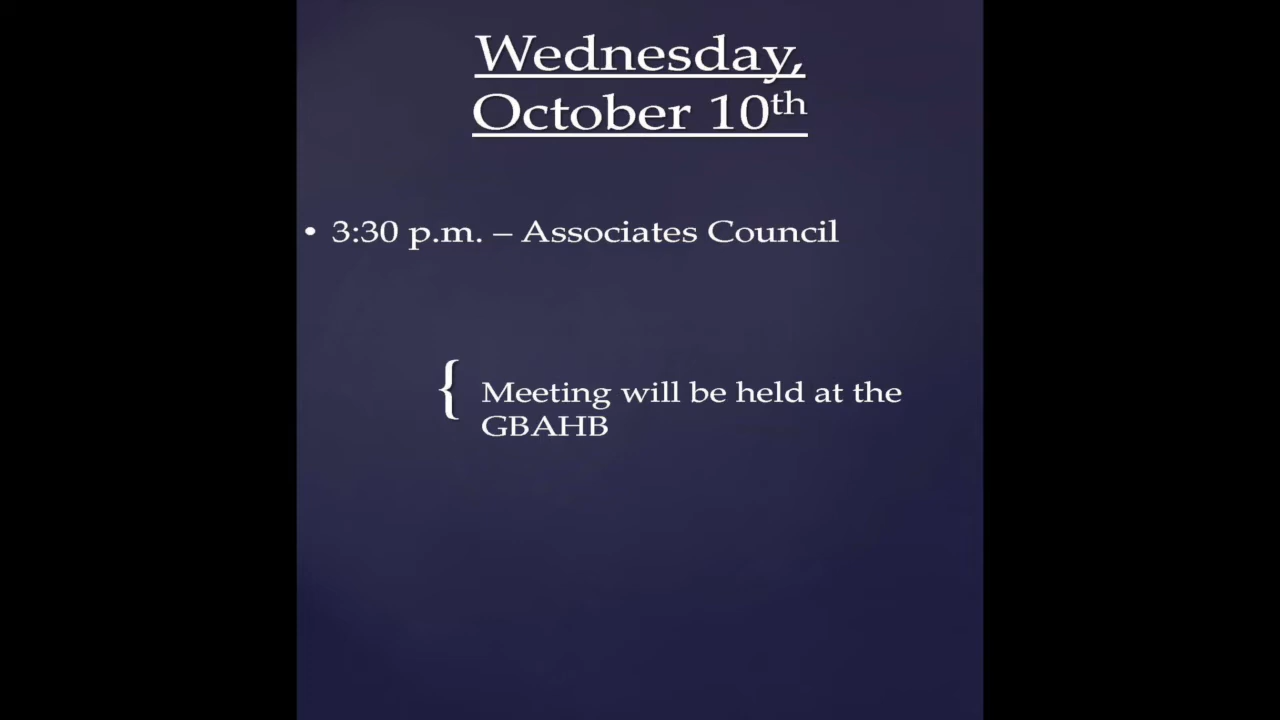 Wednesday,
October 10th
• 3:30 p.m. – Associates Council
{ Meeting will be held at the
GBAHB